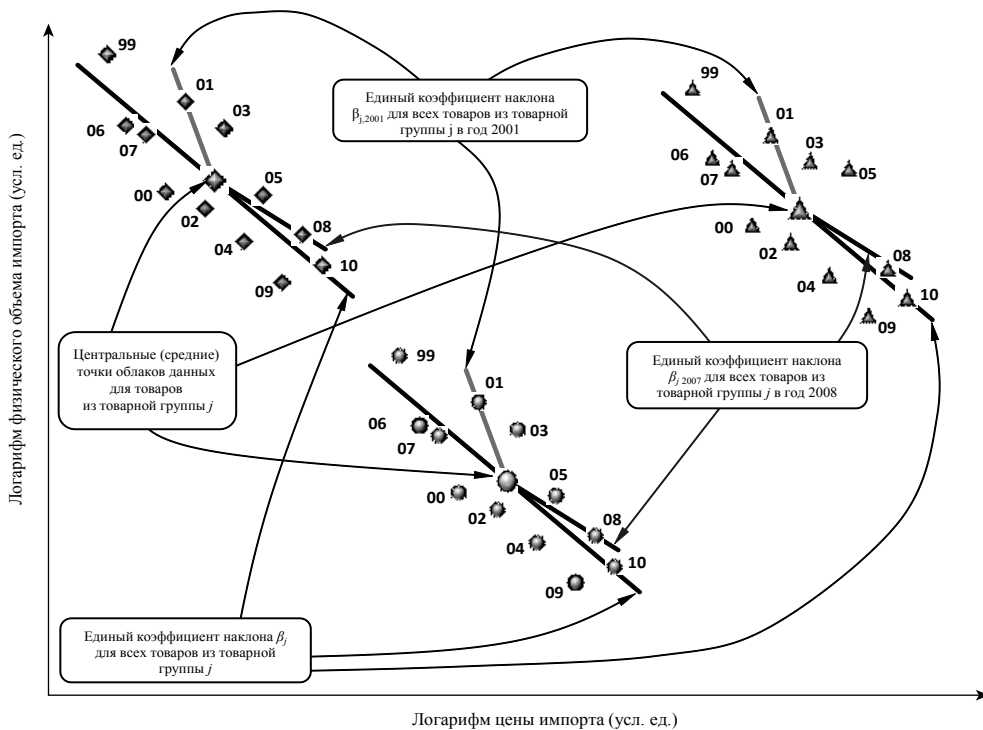 99
01
03
06
07
00
05
02
04
08
10
09
Единый коэффициент наклона
βj,2001 для всех товаров из товарной
группы j в год 2001
99
01
03
06
07
05
00
02
04
08
10
09
Центральные (средние)
точки облаков данных
для товаров
из товарной группы j
99
01
06
07
03
00
05
02
04
08
10
09
Единый коэффициент наклона
βj 2007 для всех товаров из
товарной группы j в год 2008
Единый коэффициент наклона βj
для всех товаров из товарной
группы j
Логарифм физического объема импорта (усл. ед.)
Логарифм цены импорта (усл. ед.)